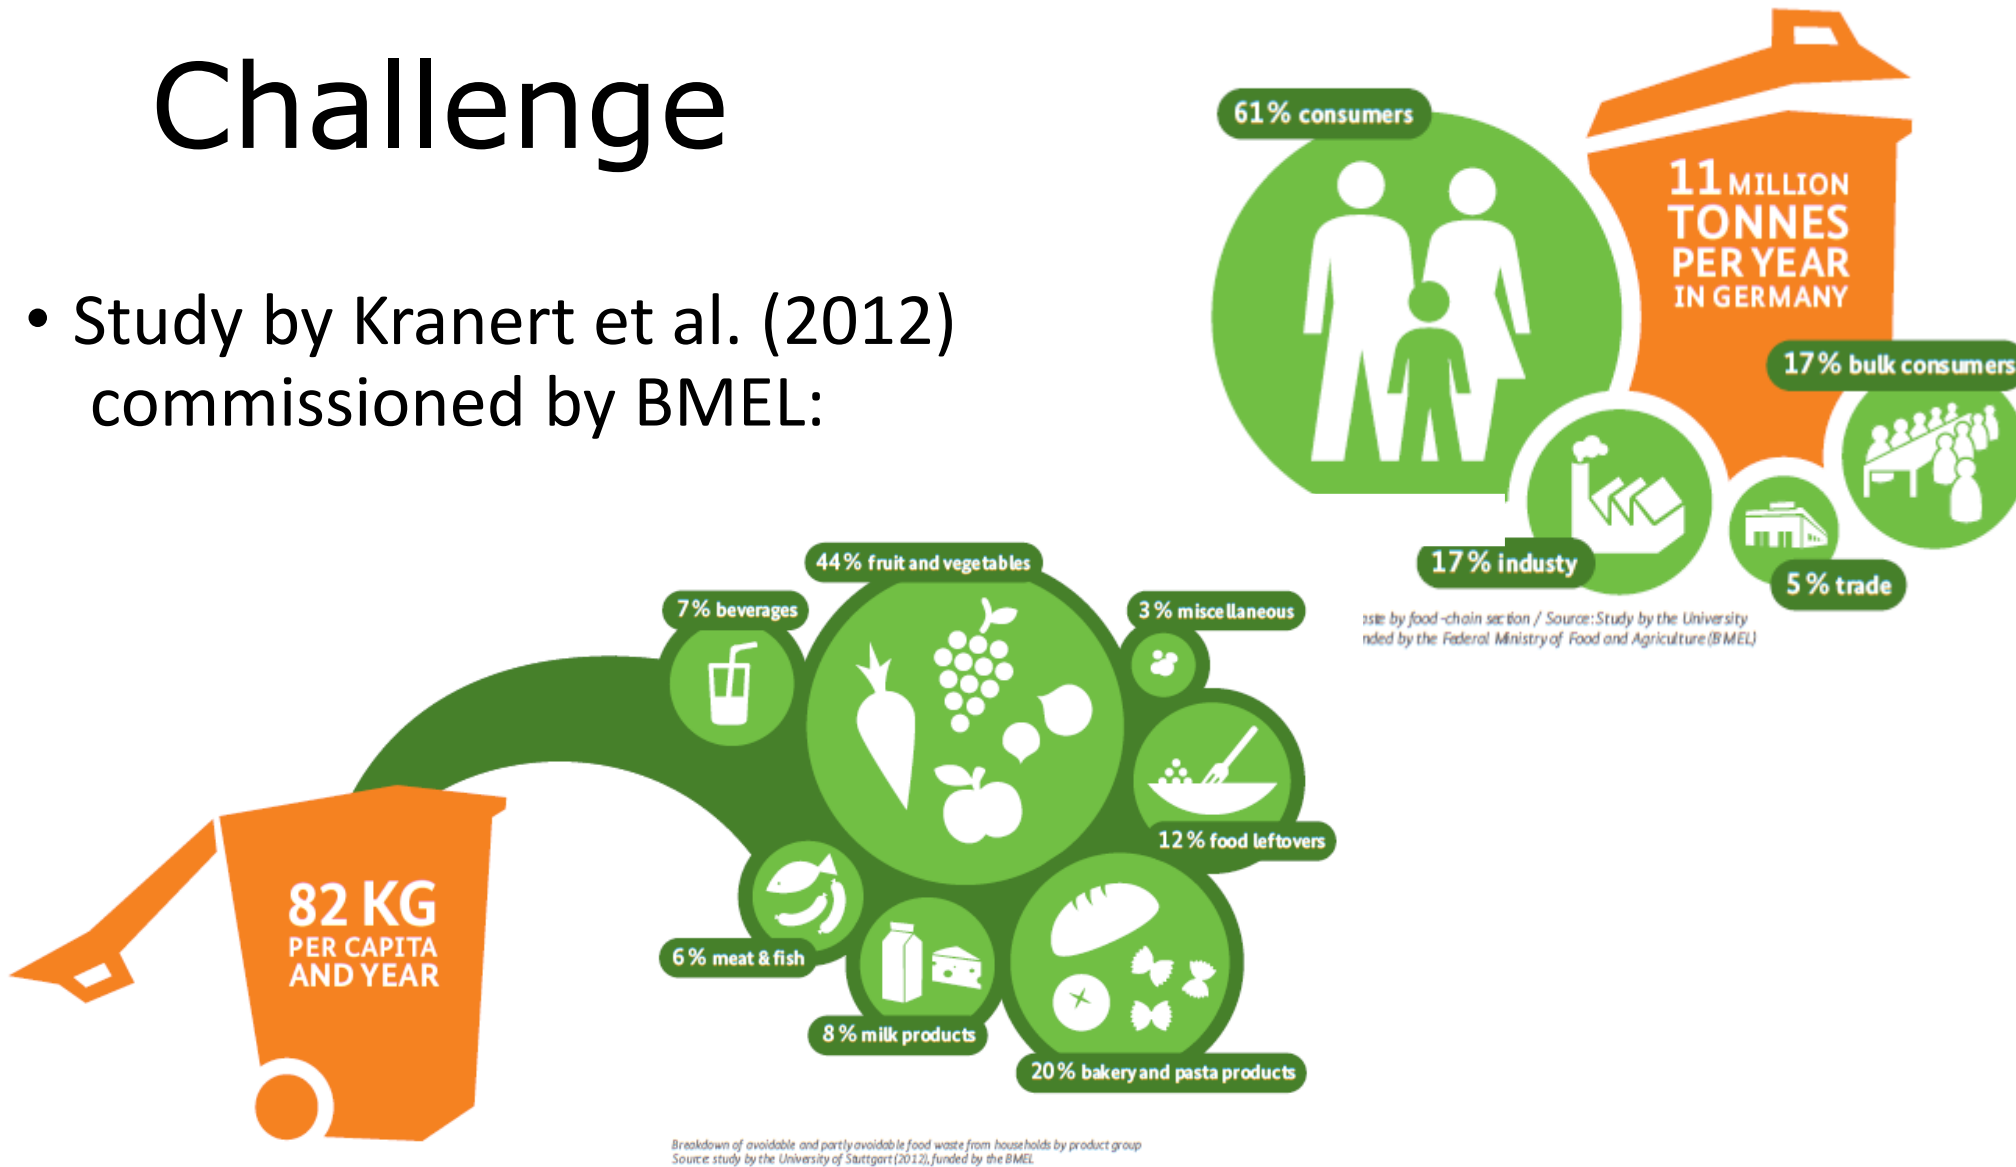 Challenge
• Study by Kranert et al. (2012)
commissioned by BMEL:
61% consumers
11 MILLION
TONNES
PER YEAR
IN GERMANY
17% bulk consumers
17% industy
5% trade
by food-chain section / Source: Study by the University
by the Federal Ministry of Food and Agriculture (BMEL)
44% fruit and vegetables
7% beverages
3% miscellaneous
12% food leftovers
82 KG
PER CAPITA
AND YEAR
6% meat & fish
8% milk products
20% bakery and pasta products
Breakdown of avoidable and partly avoidable food waste from households by product group
Source: study by the University of Stuttgart (2012), funded by the BMEL